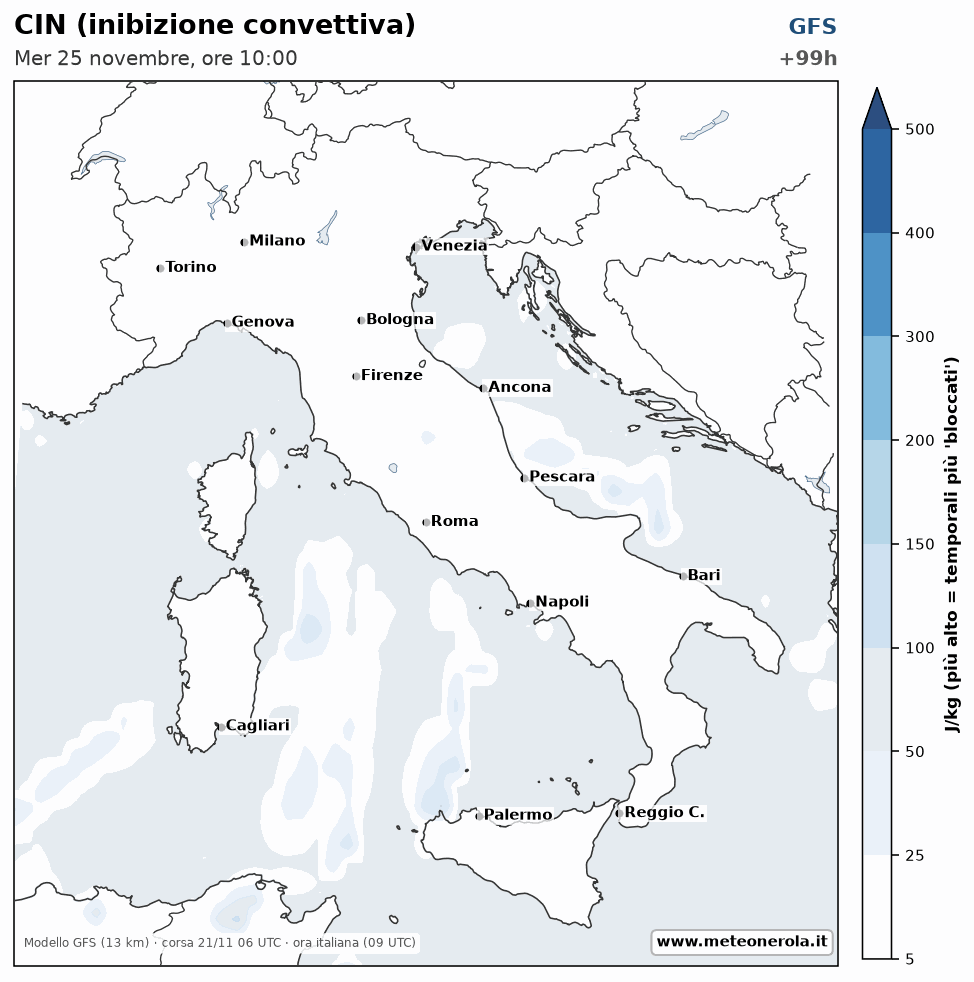 CIN (inibizione convettiva)
GFS
Mer 25 novembre, ore 10:00
+99h
Milano
Venezia
Torino
Genova
Bologna
Firenze
Ancona
Pescara
Roma
Bari
Napoli
Cagliari
Palermo
Reggio C.
Modello GFS (13 km) · corsa 21/11 06 UTC · ora italiana (09 UTC)
www.meteonerola.it
500
400
300
200
150
100
50
25
5
J/kg (più alto = temporali più 'bloccati')